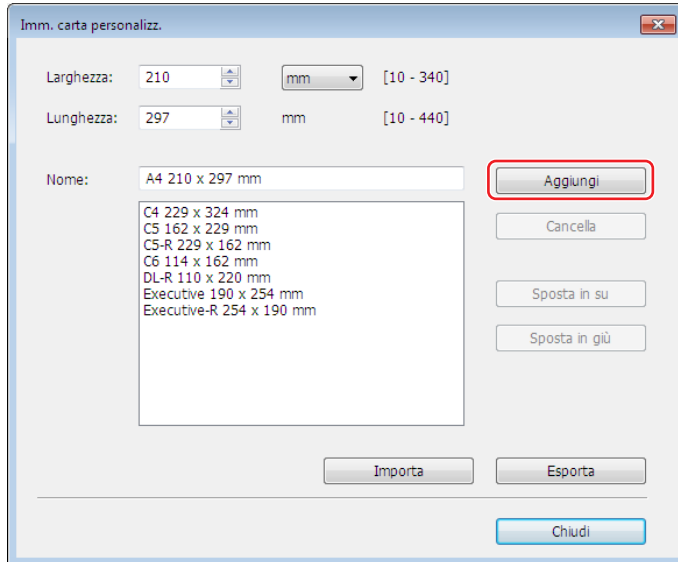 Imm. carta personalizz.
Larghezza: 210 mm [10 - 340]
Lunghezza: 297 mm [10 - 440]
Nome: A4 210 x 297 mm Aggiungi
C4 229 x 324 mm
C5 162 x 229 mm
C5-R 229 x 162 mm
C6 114 x 162 mm
DL-R 110 x 220 mm
Executive 190 x 254 mm
Executive-R 254 x 190 mm
Cancella
Sposta in su
Sposta in giù
Importa Esporta
Chiudi